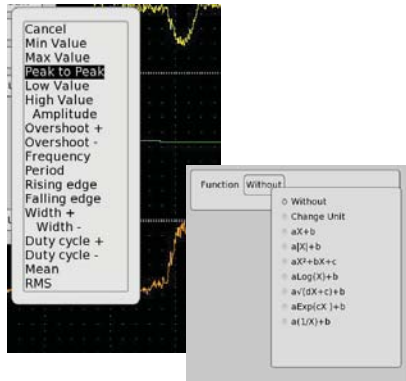 Cancel
Min Value
Max Value
Peak to Peak
Low Value
High Value
Amplitude
Overshoot +
Overshoot -
Frequency
Period
Rising edge
Falling edge
Width +
Width -
Duty cycle +
Duty cycle -
Mean
RMS
Function Without
Without
Change Unit
aX+b
a|X|+b
aX²+bX+c
aLog(X)+b
a√(dX+c)+b
aExp(cX )+b
a(1/X)+b